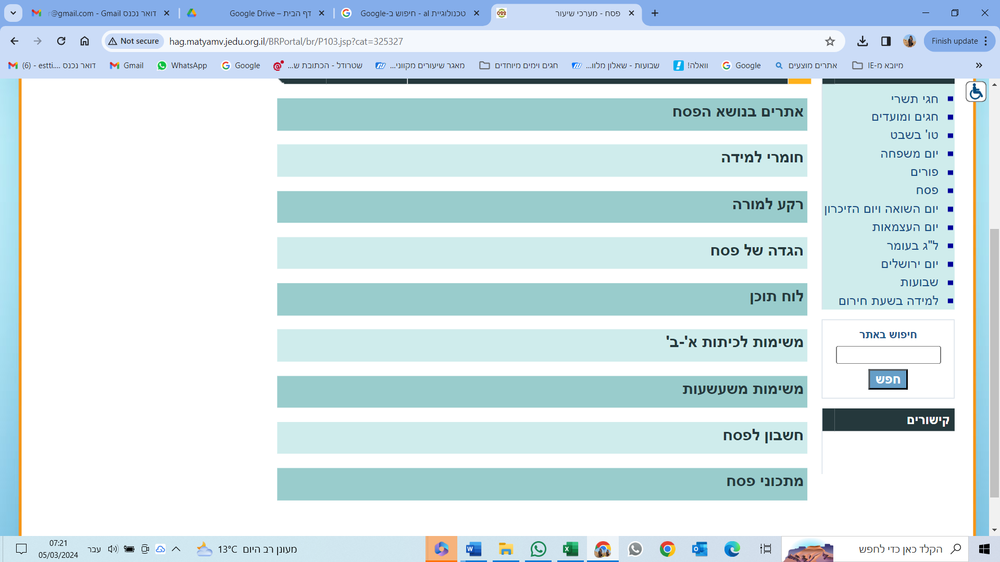 r@gmail.com - Gmail דואר נכנס
Google Drive – דף הבית
טכנולוגיית al - חיפוש ב-Google
פסח - מערכי שיעור
Not secure
hag.matyamv.jedu.org.il/BRPortal/br/P103.jsp?cat=325327
Finish update
(6) - estti.... דואר נכנס
Gmail
WhatsApp
Google
שטרודל - הכתובת ש...
מאגר שיעורים מקווני...
חגים וימים מיוחדים
שבועות - שאלון מלוו...
וואלה!
Google
אתרים מוצעים
מיובא מ-IE
חגי תשרי
חגים ומועדים
טו' בשבט
יום משפחה
פורים
פסח
יום השואה ויום הזיכרון
יום העצמאות
ל"ג בעומר
יום ירושלים
שבועות
למידה בשעת חירום
חיפוש באתר
חפש
קישורים
אתרים בנושא הפסח
חומרי למידה
רקע למורה
הגדה של פסח
לוח תוכן
משימות לכיתות א'-ב'
משימות משעשעות
חשבון לפסח
מתכוני פסח
הקלד כאן כדי לחפש
13°C מעונן רב היום
עבר
07:21
05/03/2024